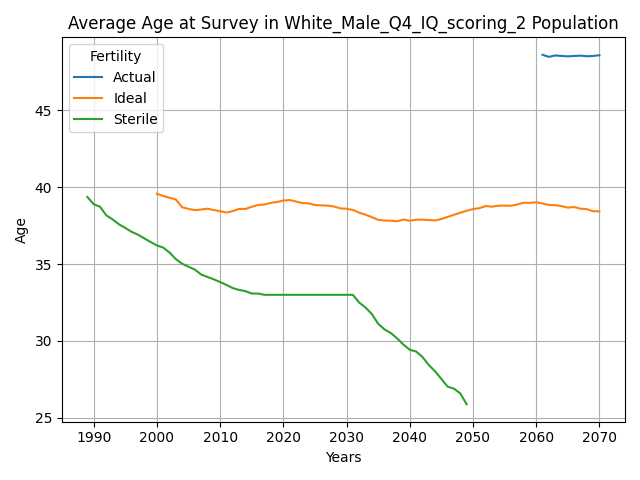 Average Age at Survey in White_Male_Q4_IQ_scoring_2 Population
Fertility
Actual
Ideal
Sterile
45
40
35
30
25
Age
1990 2000 2010 2020 2030 2040 2050 2060 2070
Years